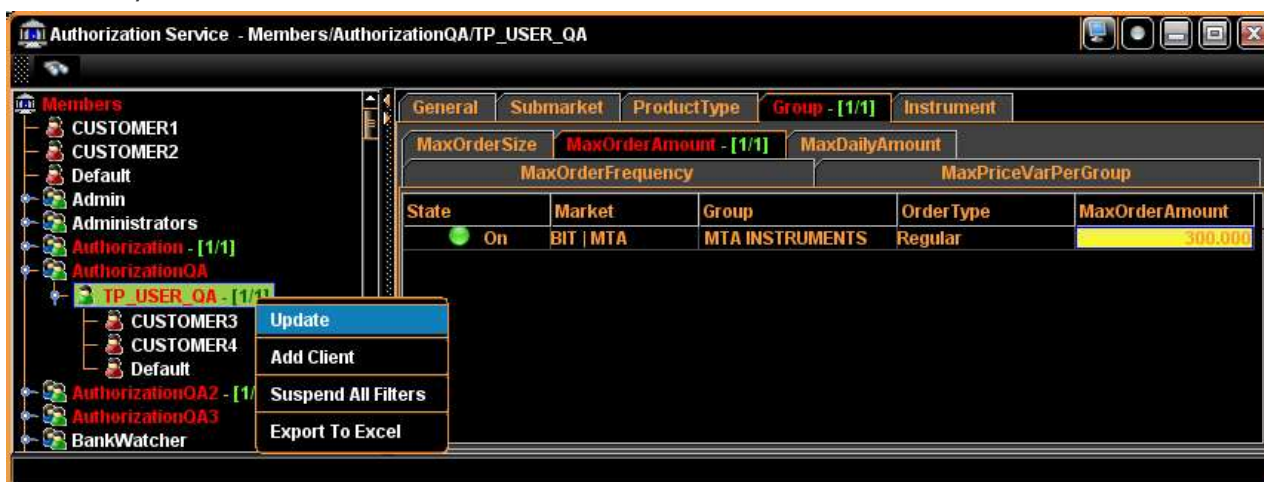 Authorization Service - Members/AuthorizationQA/TP_USER_QA
Members
CUSTOMER1
CUSTOMER2
Default
Admin
Administrators
Authorization - [1/1]
AuthorizationQA
TP_USER_QA - [1/1]
CUSTOMER3
CUSTOMER4
Default
AuthorizationQA2 - [1/
AuthorizationQA3
BankWatcher
Update
Add Client
Suspend All Filters
Export To Excel
General Submarket ProductType Group - [1/1] Instrument
MaxOrderSize MaxOrderAmount - [1/1] MaxDailyAmount
MaxOrderFrequency MaxPriceVarPerGroup
State Market Group OrderType MaxOrderAmount
On BIT | MTA MTA INSTRUMENTS Regular 300.000